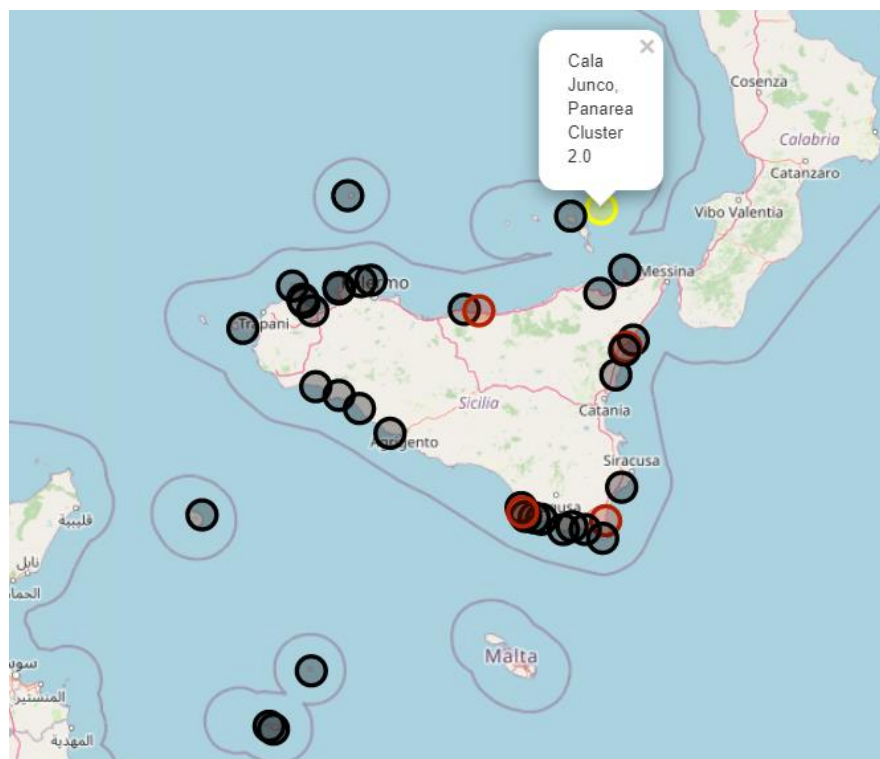 Cala
Junco,
Panarea
Cluster
2.0
×
Cosenza
Calabria
Catanzaro
Vibo Valentia
Messina
Trapani
Sicilia
Catania
Siracusa
Malta
قليبية
نابل
المنستير
المهدية